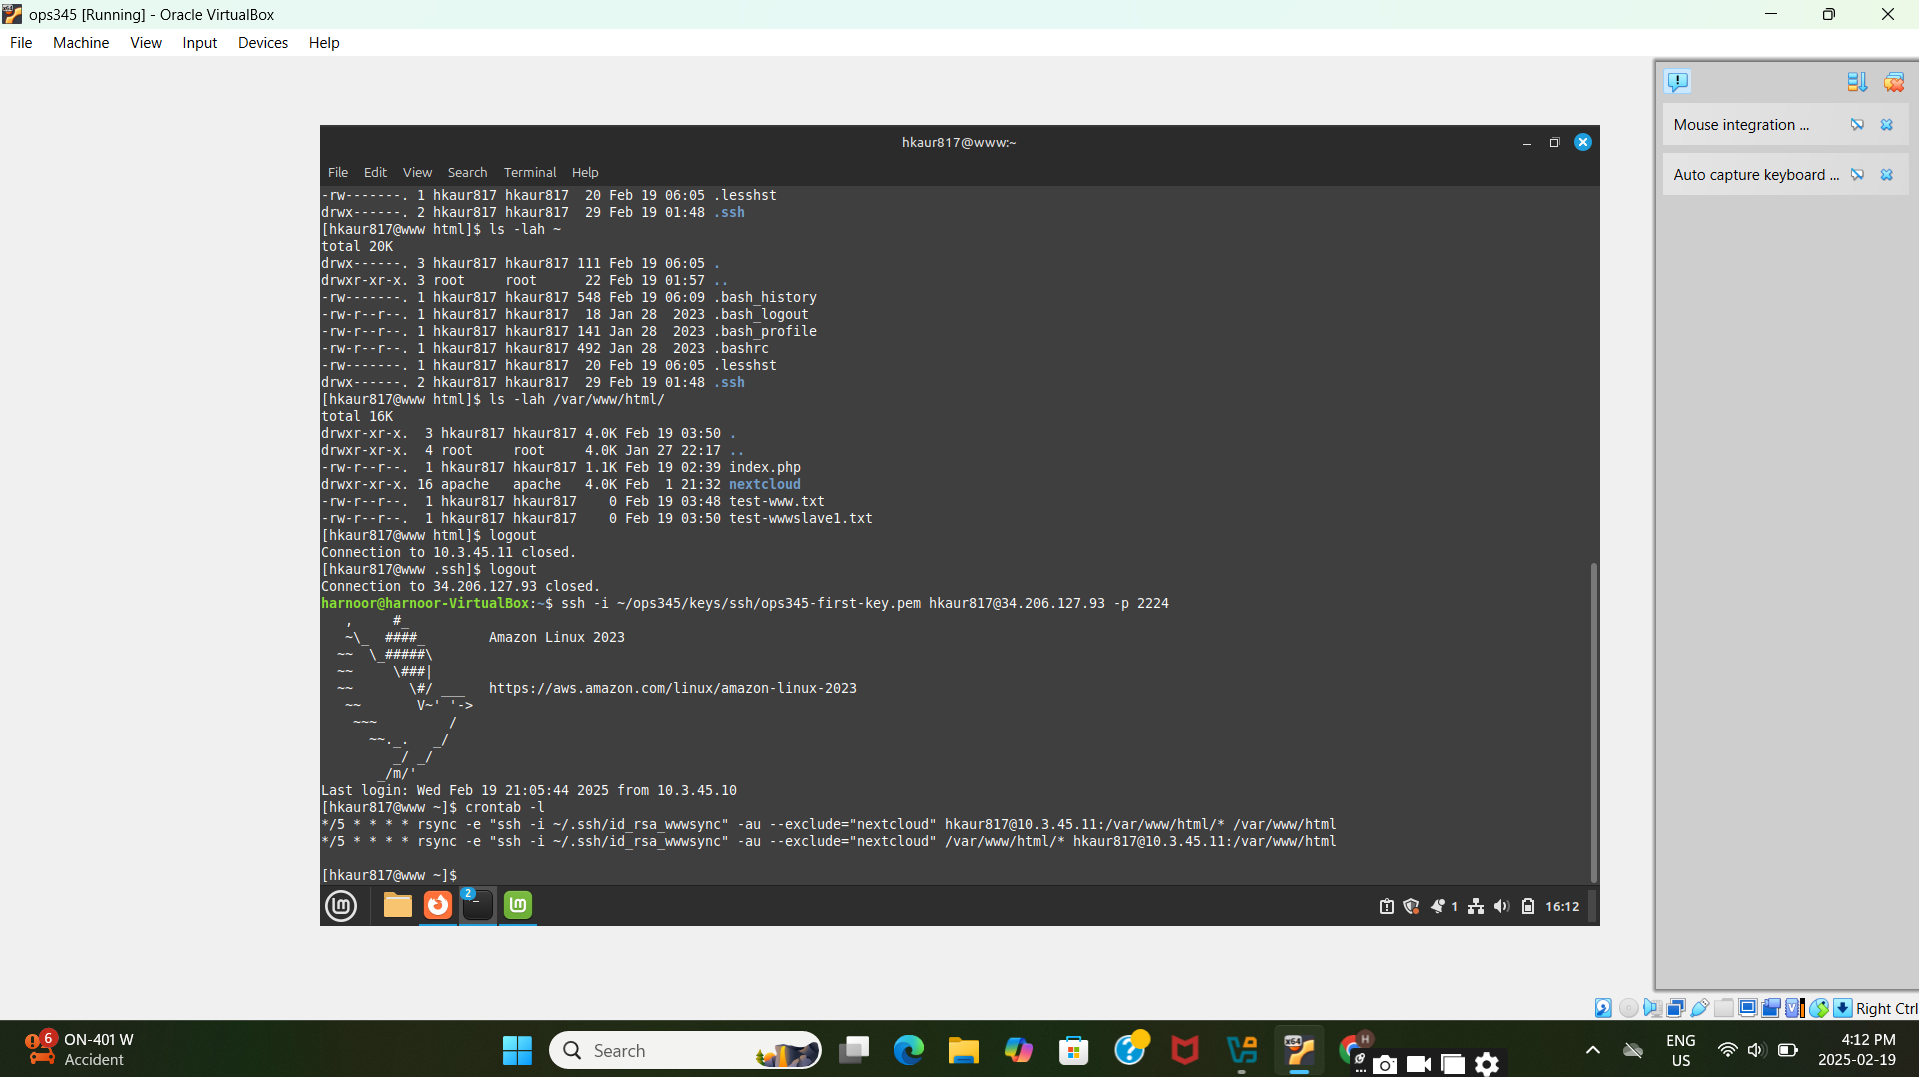 ops345 [Running] - Oracle VirtualBox
File Machine View Input Devices Help
Mouse integration ...
Auto capture keyboard ...
hkaur817@www:~
File Edit View Search Terminal Help
-rw-------. 1 hkaur817 hkaur817  20 Feb 19 06:05 .lesshst
drwx------. 2 hkaur817 hkaur817  29 Feb 19 01:48 .ssh
[hkaur817@www html]$ ls -lah ~
total 20K
drwx------. 3 hkaur817 hkaur817 111 Feb 19 06:05 .
drwxr-xr-x. 3 root     root      22 Feb 19 01:57 ..
-rw-------. 1 hkaur817 hkaur817 548 Feb 19 06:09 .bash_history
-rw-r--r--. 1 hkaur817 hkaur817  18 Jan 28  2023 .bash_logout
-rw-r--r--. 1 hkaur817 hkaur817 141 Jan 28  2023 .bash_profile
-rw-r--r--. 1 hkaur817 hkaur817 492 Jan 28  2023 .bashrc
-rw-------. 1 hkaur817 hkaur817  20 Feb 19 06:05 .lesshst
drwx------. 2 hkaur817 hkaur817  29 Feb 19 01:48 .ssh
[hkaur817@www html]$ ls -lah /var/www/html/
total 16K
drwxr-xr-x.  3 hkaur817 hkaur817 4.0K Feb 19 03:50 .
drwxr-xr-x.  4 root     root     4.0K Jan 27 22:17 ..
-rw-r--r--.  1 hkaur817 hkaur817 1.1K Feb 19 02:39 index.php
drwxr-xr-x. 16 apache   apache   4.0K Feb  1 21:32 nextcloud
-rw-r--r--.  1 hkaur817 hkaur817    0 Feb 19 03:48 test-www.txt
-rw-r--r--.  1 hkaur817 hkaur817    0 Feb 19 03:50 test-wwwslave1.txt
[hkaur817@www html]$ logout
Connection to 10.3.45.11 closed.
[hkaur817@www .ssh]$ logout
Connection to 34.206.127.93 closed.
harnoor@harnoor-VirtualBox:~$ ssh -i ~/ops345/keys/ssh/ops345-first-key.pem hkaur817@34.206.127.93 -p 2224
   ,     #_
   ~\_  ####_        Amazon Linux 2023
  ~~  \_#####\
  ~~     \###|
  ~~       \#/ ___   https://aws.amazon.com/linux/amazon-linux-2023
   ~~       V~' '->
    ~~~         /
      ~~._.   _/
         _/ _/
       _/m/'
Last login: Wed Feb 19 21:05:44 2025 from 10.3.45.10
[hkaur817@www ~]$ crontab -l
*/5 * * * * rsync -e "ssh -i ~/.ssh/id_rsa_wwwsync" -au --exclude="nextcloud" hkaur817@10.3.45.11:/var/www/html/* /var/www/html
*/5 * * * * rsync -e "ssh -i ~/.ssh/id_rsa_wwwsync" -au --exclude="nextcloud" /var/www/html/* hkaur817@10.3.45.11:/var/www/html
[hkaur817@www ~]$
2
1 16:12
Right Ctrl
6
ON-401 W
Accident
Search
x64
H
ENG
US
4:12 PM
2025-02-19